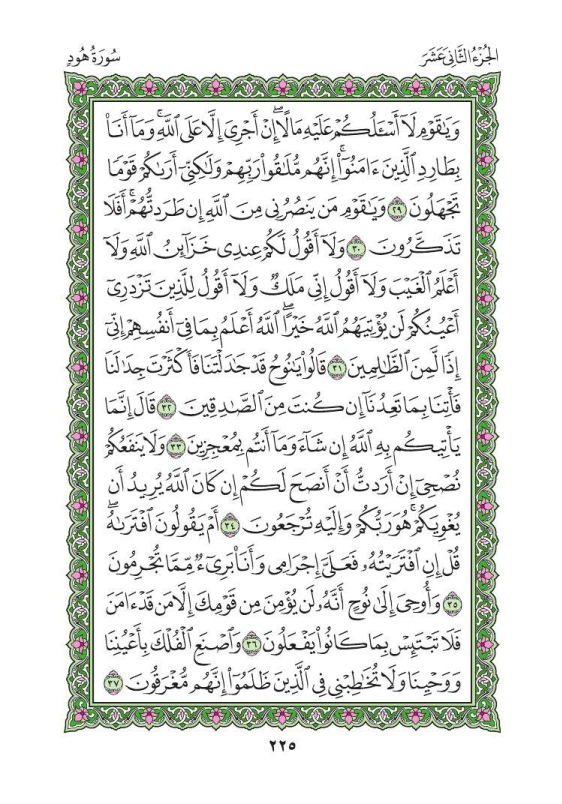 الجُزْءُ الثَّانِىَ عَشَرَ
سُورَةُ هُودٍ
وَيَٰقَوْمِ لَآ أَسْـَٔلُكُمْ عَلَيْهِ مَالًا ۖ إِنْ أَجْرِىَ إِلَّا عَلَى ٱللَّهِ ۚ وَمَآ أَنَا۠
بِطَارِدِ ٱلَّذِينَ ءَامَنُوٓا۟ ۚ إِنَّهُم مُّلَٰقُوا۟ رَبِّهِمْ وَلَٰكِنِّىٓ أَرَىٰكُمْ قَوْمًا
تَجْهَلُونَ ٢٩ وَيَٰقَوْمِ مَن يَنصُرُنِى مِنَ ٱللَّهِ إِن طَرَدتُّهُمْ ۚ أَفَلَا
تَذَكَّرُونَ ٣٠ وَلَآ أَقُولُ لَكُمْ عِندِى خَزَآئِنُ ٱللَّهِ وَلَآ
أَعْلَمُ ٱلْغَيْبَ وَلَآ أَقُولُ إِنِّى مَلَكٌ وَلَآ أَقُولُ لِلَّذِينَ تَزْدَرِىٓ
أَعْيُنُكُمْ لَن يُؤْتِيَهُمُ ٱللَّهُ خَيْرًا ۖ ٱللَّهُ أَعْلَمُ بِمَا فِىٓ أَنفُسِهِمْ ۖ إِنِّىٓ
إِذًا لَّمِنَ ٱلظَّٰلِمِينَ ٣١ قَالُوا۟ يَٰنُوحُ قَدْ جَٰدَلْتَنَا فَأَكْثَرْتَ جِدَٰلَنَا
فَأْتِنَا بِمَا تَعِدُنَآ إِن كُنتَ مِنَ ٱلصَّٰدِقِينَ ٣٢ قَالَ إِنَّمَا
يَأْتِيكُم بِهِ ٱللَّهُ إِن شَآءَ وَمَآ أَنتُم بِمُعْجِزِينَ ٣٣ وَلَا يَنفَعُكُمْ
نُصْحِىٓ إِنْ أَرَدتُّ أَنْ أَنصَحَ لَكُمْ إِن كَانَ ٱللَّهُ يُرِيدُ أَن
يُغْوِيَكُمْ ۚ هُوَ رَبُّكُمْ وَإِلَيْهِ تُرْجَعُونَ ٣٤ أَمْ يَقُولُونَ ٱفْتَرَىٰهُ ۖ
قُلْ إِنِ ٱفْتَرَيْتُهُۥ فَعَلَىَّ إِجْرَامِى وَأَنَا۠ بَرِىٓءٌ مِّمَّا تُجْرِمُونَ
٣٥ وَأُوحِىَ إِلَىٰ نُوحٍ أَنَّهُۥ لَن يُؤْمِنَ مِن قَوْمِكَ إِلَّا مَن قَدْ ءَامَنَ
فَلَا تَبْتَئِسْ بِمَا كَانُوا۟ يَفْعَلُونَ ٣٦ وَٱصْنَعِ ٱلْفُلْكَ بِأَعْيُنِنَا
وَوَحْيِنَا وَلَا تُخَٰطِبْنِى فِى ٱلَّذِينَ ظَلَمُوٓا۟ ۚ إِنَّهُم مُّغْرَقُونَ ٣٧
٢٢٥